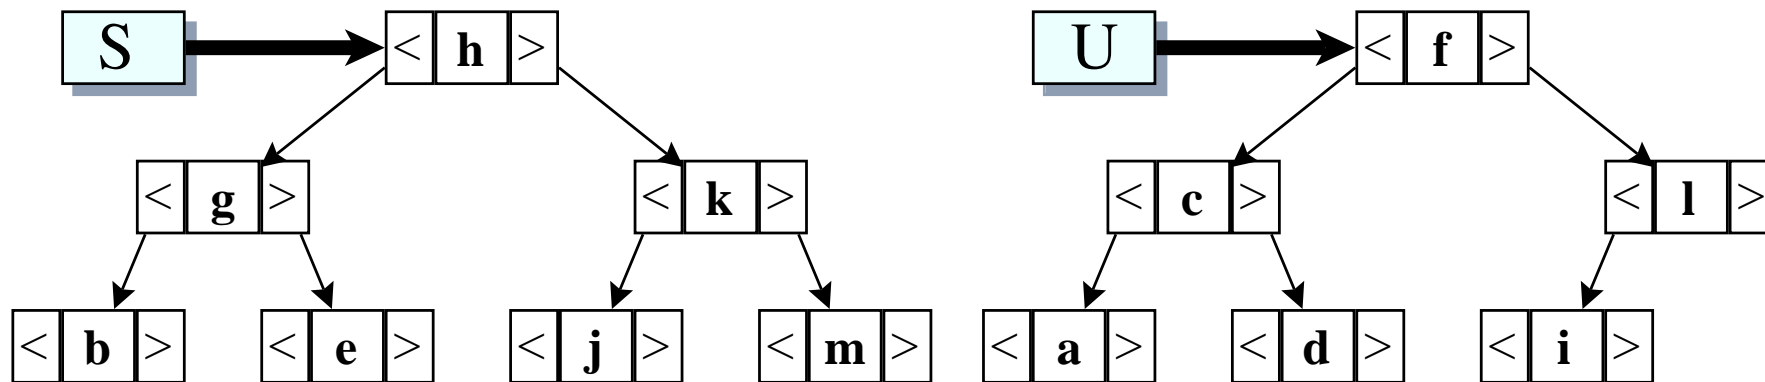 S < h > U < f >
< g > < k > < c > < l >
< b > < e > < j > < m > < a > < d > < i >